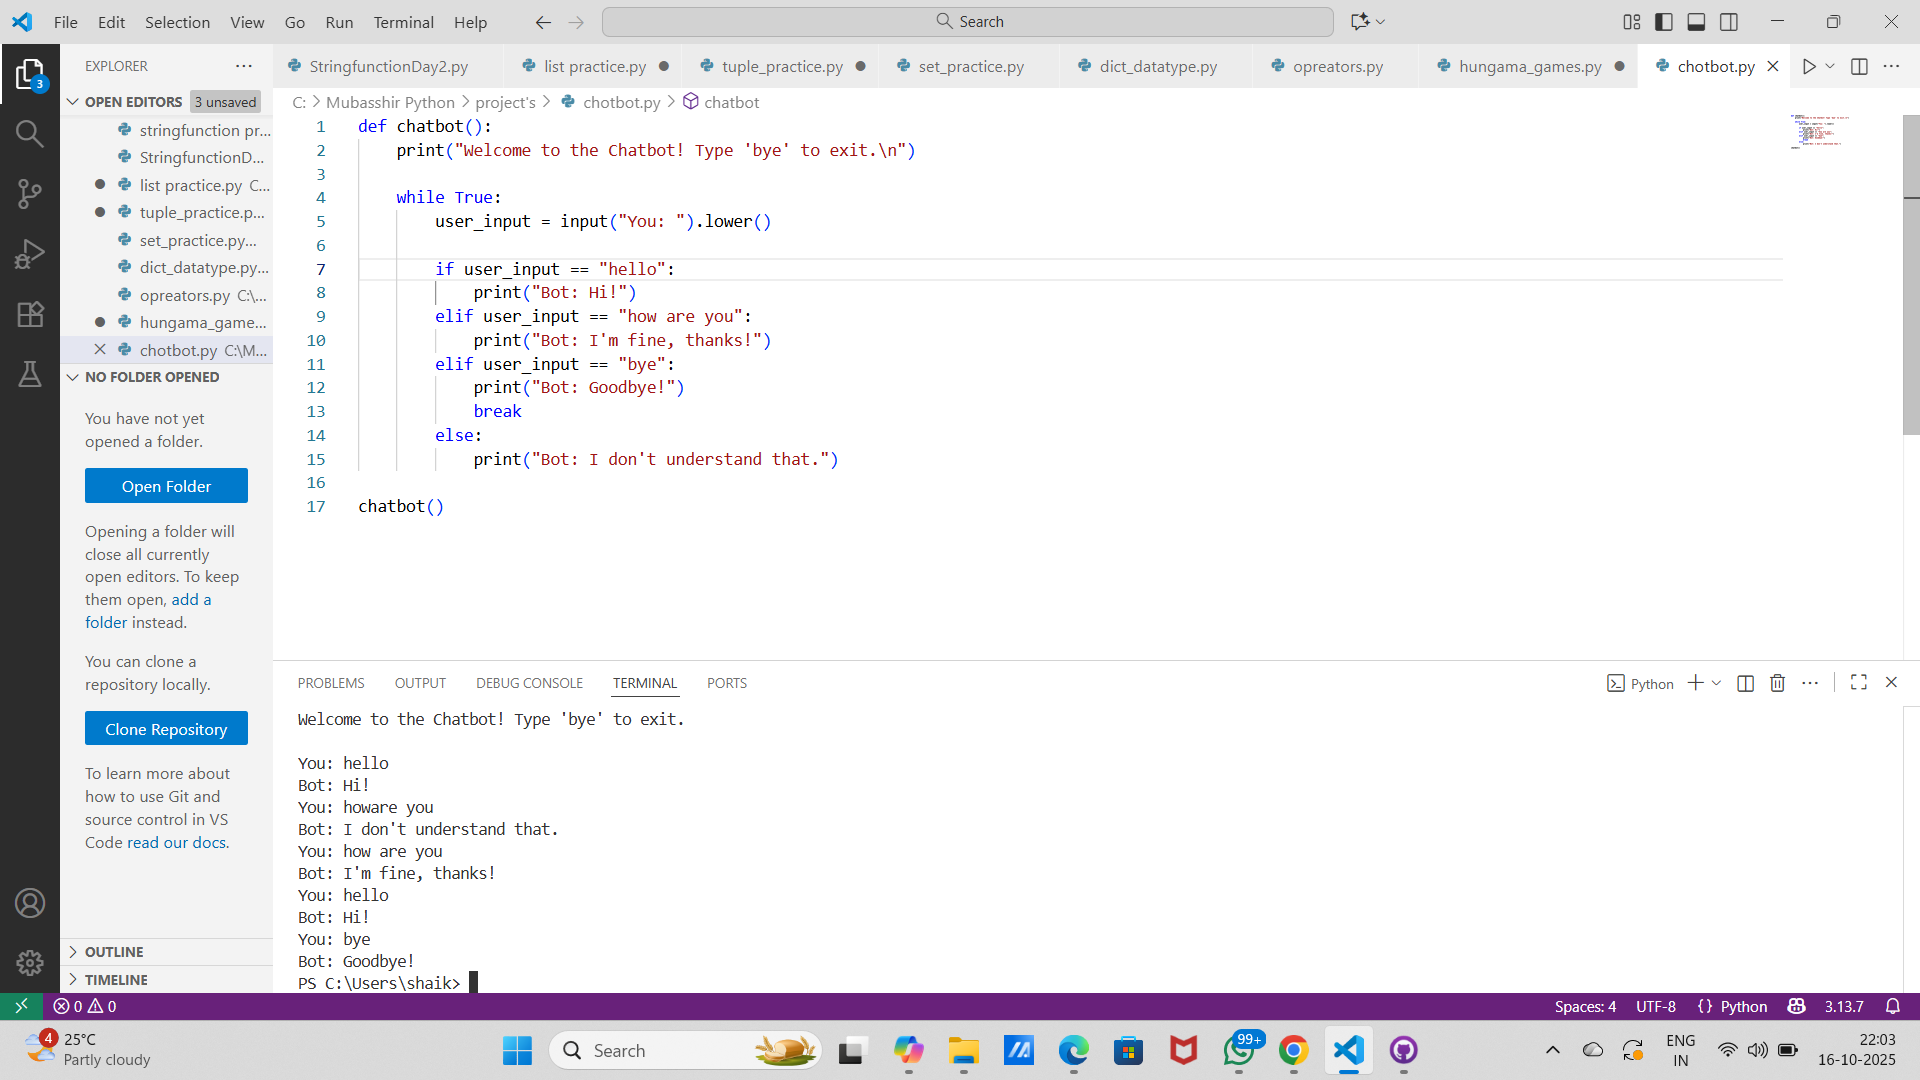 File Edit Selection View Go Run Terminal Help
Search
EXPLORER
StringfunctionDay2.py
list practice.py
tuple_practice.py
set_practice.py
dict_datatype.py
opreators.py
hungama_games.py
chotbot.py
3
OPEN EDITORS 3 unsaved
stringfunction pr...
StringfunctionD...
list practice.py C...
tuple_practice.p...
set_practice.py...
dict_datatype.py...
opreators.py C:\...
hungama_game...
chotbot.py C:\M...
NO FOLDER OPENED
You have not yet
opened a folder.
Open Folder
Opening a folder will
close all currently
open editors. To keep
them open, add a
folder instead.
You can clone a
repository locally.
Clone Repository
To learn more about
how to use Git and
source control in VS
Code read our docs.
OUTLINE
TIMELINE
C: > Mubasshir Python > project's > chotbot.py > chatbot
1 def chatbot():
2 print("Welcome to the Chatbot! Type 'bye' to exit.\n")
3
4 while True:
5 user_input = input("You: ").lower()
6
7 if user_input == "hello":
8 print("Bot: Hi!")
9 elif user_input == "how are you":
10 print("Bot: I'm fine, thanks!")
11 elif user_input == "bye":
12 print("Bot: Goodbye!")
13 break
14 else:
15 print("Bot: I don't understand that.")
16
17 chatbot()
PROBLEMS OUTPUT DEBUG CONSOLE TERMINAL PORTS
Python
Welcome to the Chatbot! Type 'bye' to exit.
You: hello
Bot: Hi!
You: howare you
Bot: I don't understand that.
You: how are you
Bot: I'm fine, thanks!
You: hello
Bot: Hi!
You: bye
Bot: Goodbye!
PS C:\Users\shaik>
0 0
Spaces: 4 UTF-8 {} Python 3.13.7
4
25°C
Partly cloudy
Search
99+
ENG
IN
22:03
16-10-2025